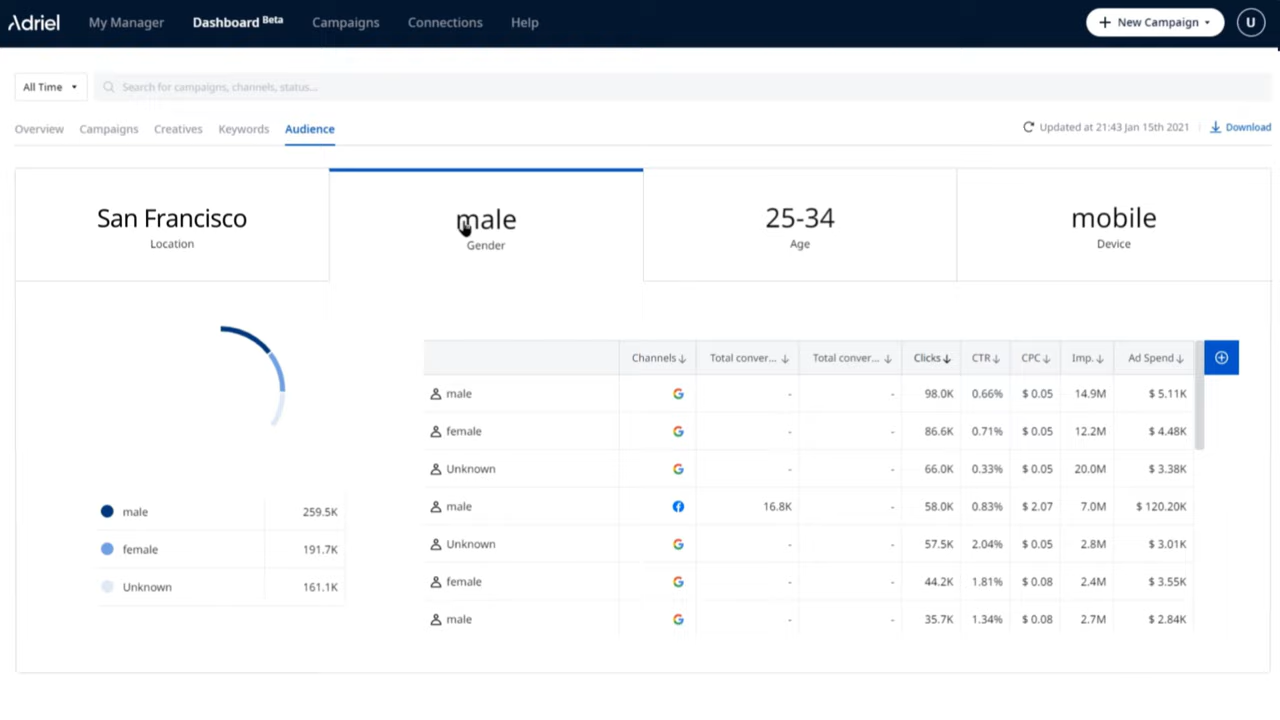 Adriel My Manager Dashboard Beta Campaigns Connections Help + New Campaign U
All Time Search for campaigns, channels, status...
Overview Campaigns Creatives Keywords Audience Updated at 21:43 Jan 15th 2021 Download
San Francisco male 25-34 mobile
Location Gender Age Device
Channels Total conver... Total conver... Clicks CTR CPC Imp. Ad Spend
male - - 98.0K 0.66% $ 0.05 14.9M $ 5.11K
female - - 86.6K 0.71% $ 0.05 12.2M $ 4.48K
Unknown - - 66.0K 0.33% $ 0.05 20.0M $ 3.38K
male 16.8K - 58.0K 0.83% $ 2.07 7.0M $ 120.20K
Unknown - - 57.5K 2.04% $ 0.05 2.8M $ 3.01K
female - - 44.2K 1.81% $ 0.08 2.4M $ 3.55K
male - - 35.7K 1.34% $ 0.08 2.7M $ 2.84K
male 259.5K
female 191.7K
Unknown 161.1K